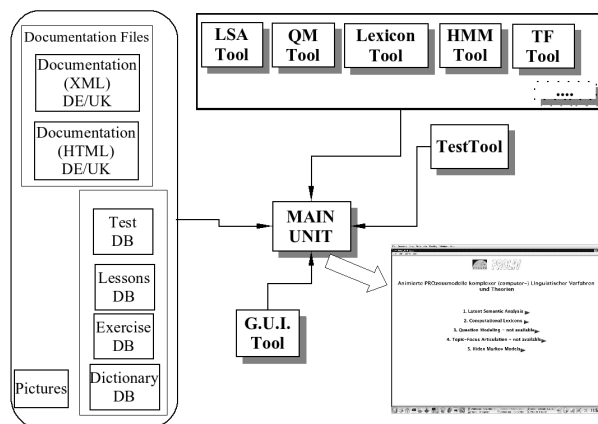 Documentation Files
Documentation
(XML)
DE/UK
Documentation
(HTML)
DE/UK
Test
DB
Lessons
DB
Exercise
DB
Dictionary
DB
Pictures
LSA
Tool
QM
Tool
Lexicon
Tool
HMM
Tool
TF
Tool
....
TestTool
MAIN
UNIT
G.U.I.
Tool
Animierte PROzessmodelle komplexer (computer-) Linguistischer Verfahren
und Theorien
1. Latent Semantic Analysis
2. Computational Lexicons
3. Question Modeling - not available
4. Topic-Focus Articulation - not available
5. Hiden Markov Models